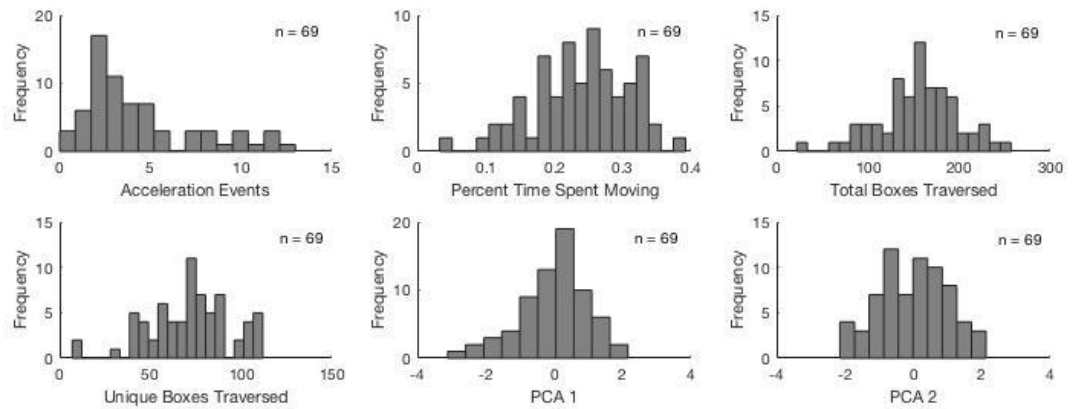 20
15
10
n = 69
n = 69
n = 69
Frequency
Frequency
Frequency
10
5
10
5
0
0
0
0
5
10
15
0
0.1
0.2
0.3
0.4
0
100
200
300
Acceleration Events
Percent Time Spent Moving
Total Boxes Traversed
15
20
15
n = 69
n = 69
n = 69
Frequency
Frequency
Frequency
10
10
10
5
5
0
0
0
0
50
100
150
-4
-2
0
2
4
-4
-2
0
2
4
Unique Boxes Traversed
PCA 1
PCA 2